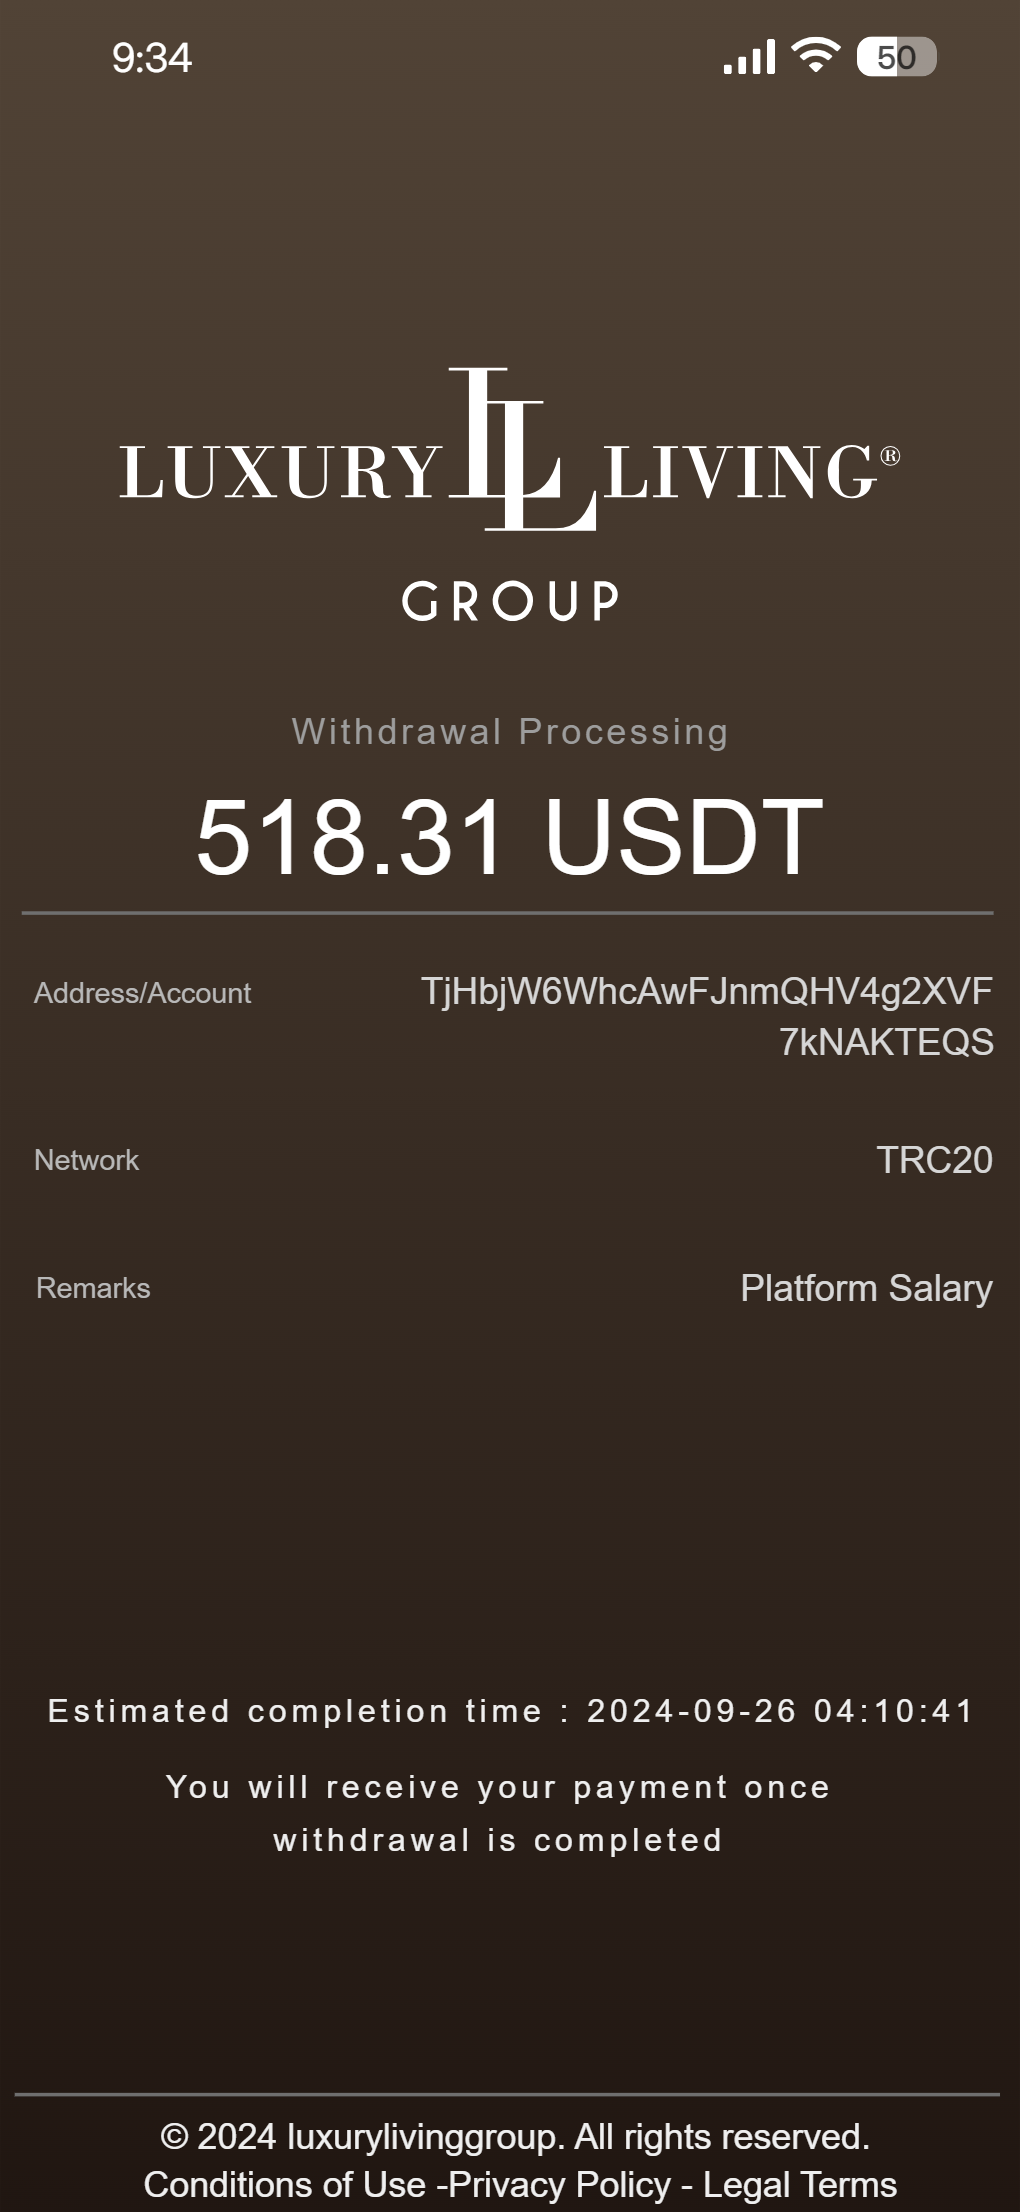 9:34
50
LUXURY LL LIVING®
GROUP
Withdrawal Processing
518.31 USDT
Address/Account TjHbjW6WhcAwFJnmQHV4g2XVF
7kNAKTEQS
Network TRC20
Remarks Platform Salary
Estimated completion time : 2024-09-26 04:10:41
You will receive your payment once
withdrawal is completed
© 2024 luxurylivinggroup. All rights reserved.
Conditions of Use -Privacy Policy - Legal Terms